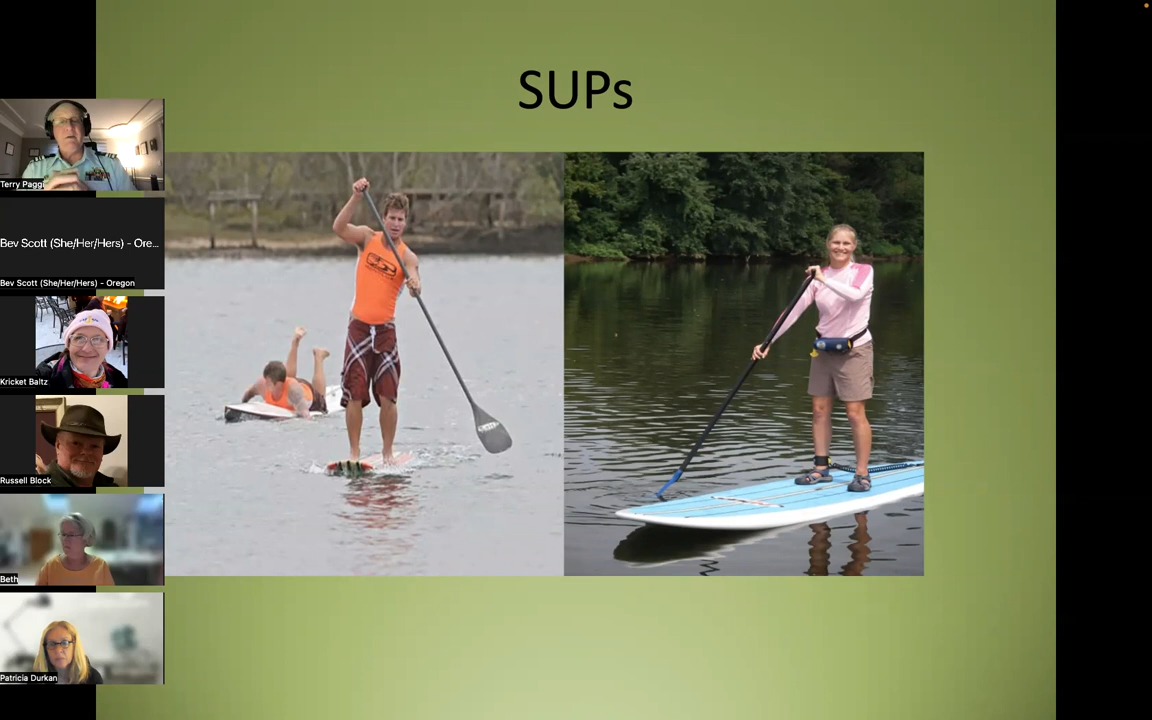 SUPs
Terry Pagg
Bev Scott (She/Her/Hers) - Ore...
Bev Scott (She/Her/Hers) - Oregon
Kricket Baltz
Russell Block
Beth
Patricia Durkan